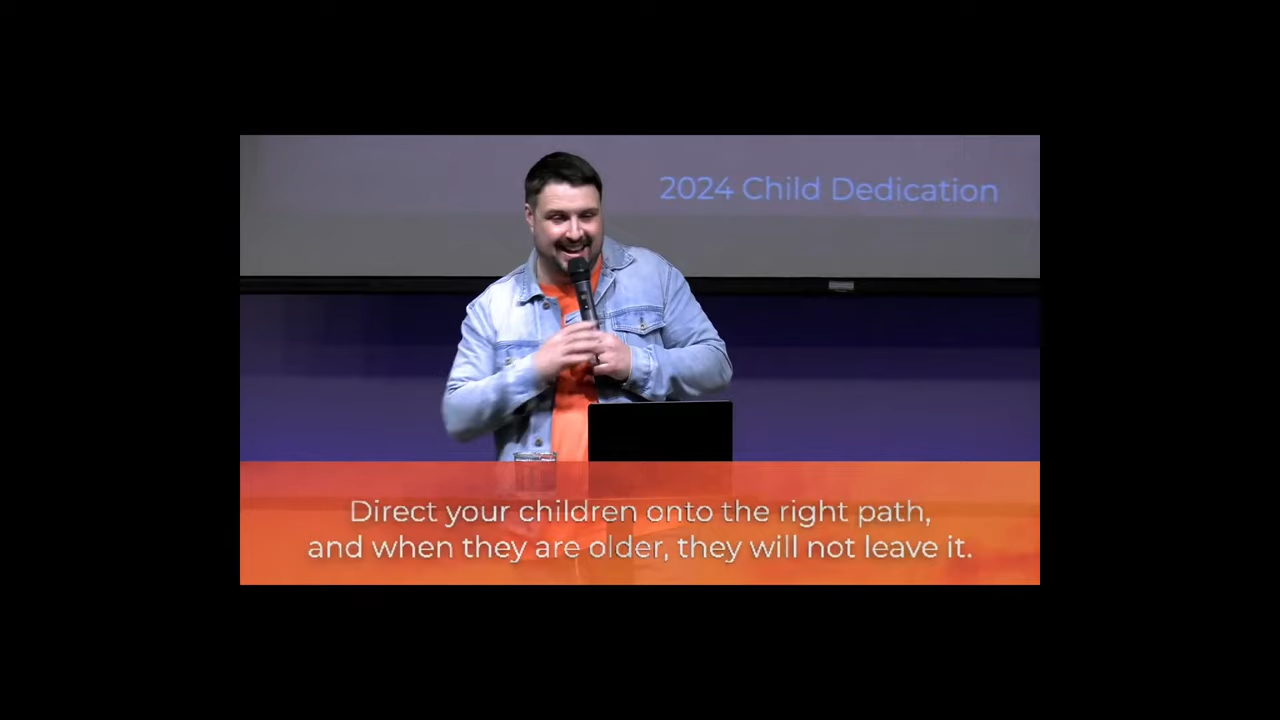 2024 Child Dedication
Direct your children onto the right path,
and when they are older, they will not leave it.